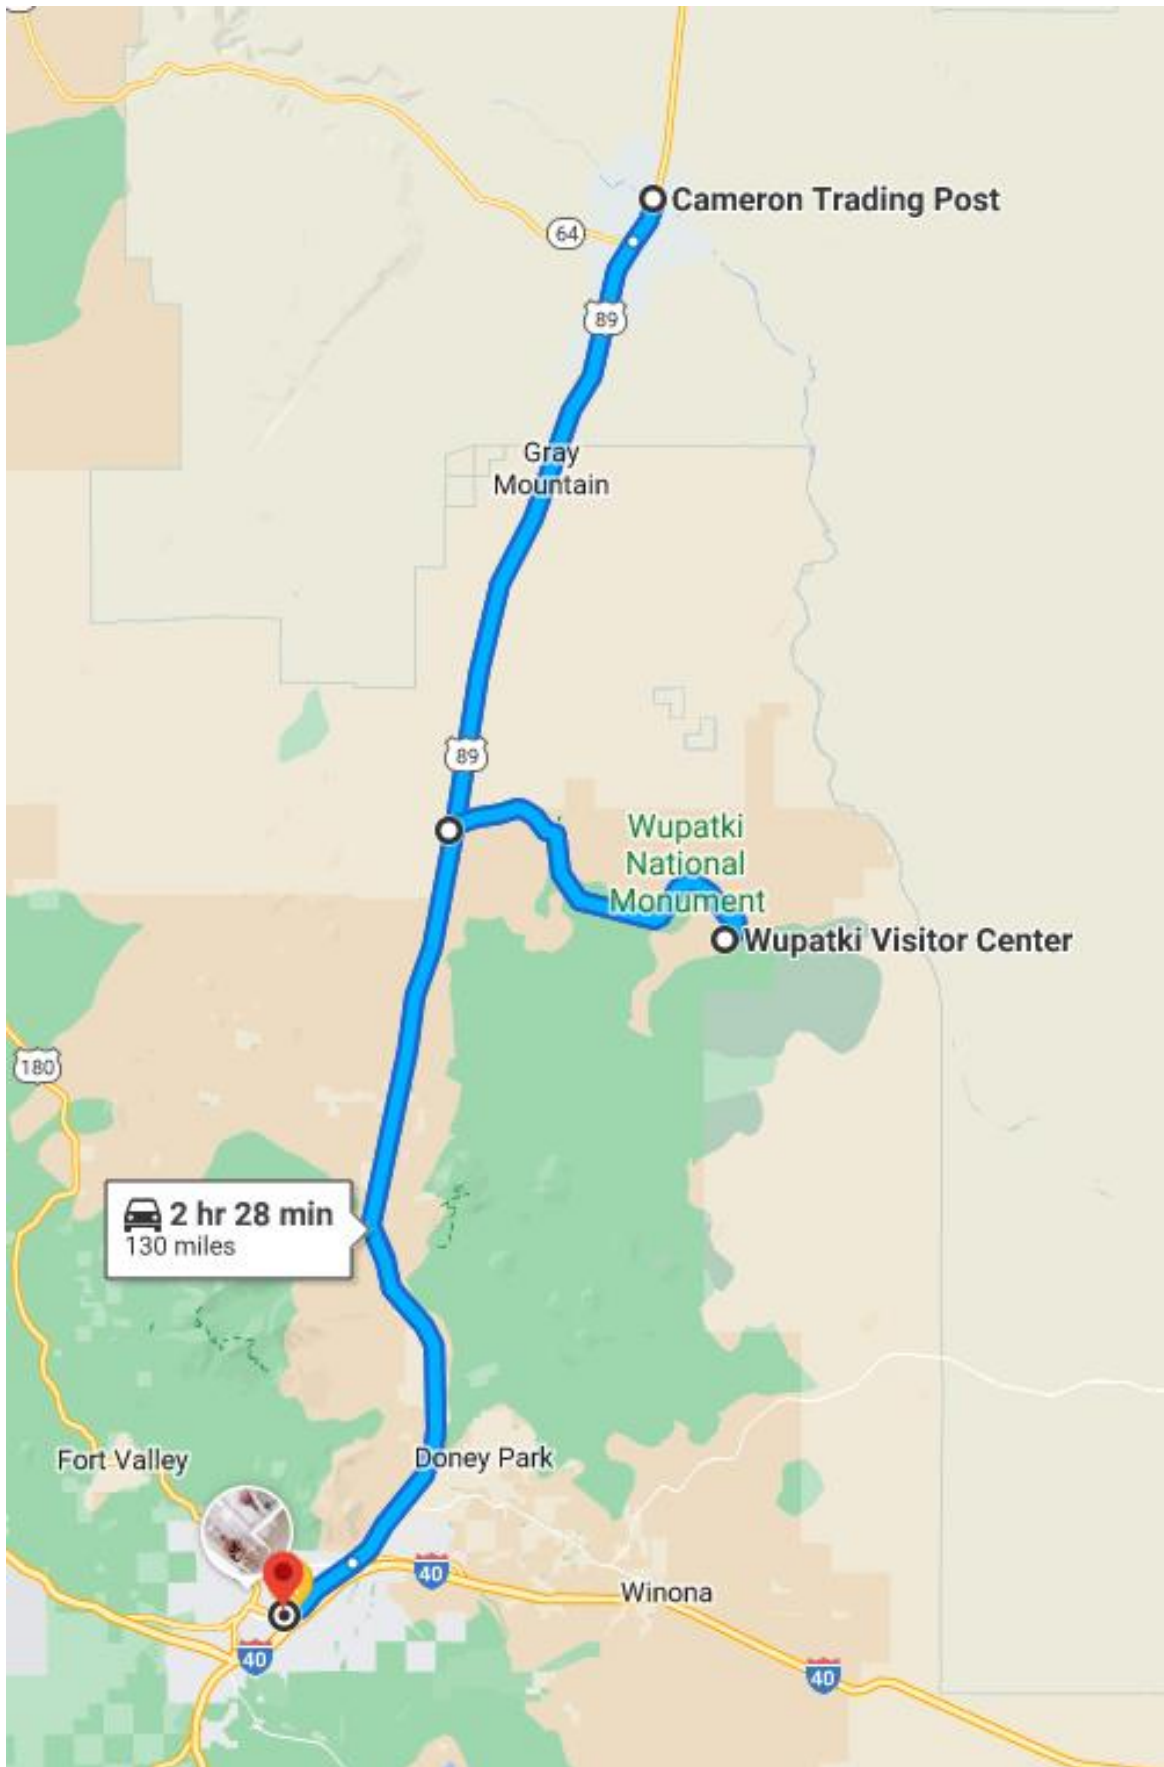 Cameron Trading Post
64
89
Gray
Mountain
89
Wupatki
National
Monument
Wupatki Visitor Center
180
2 hr 28 min
130 miles
Fort Valley
Doney Park
40
Winona
40
40